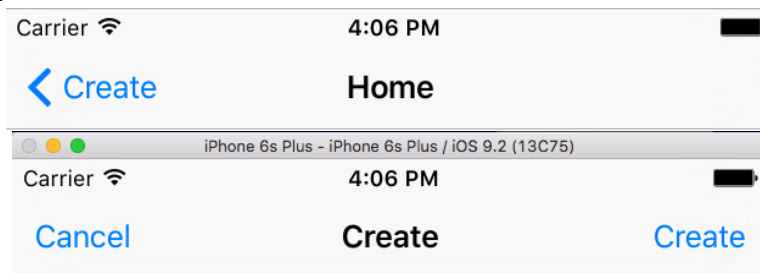 Carrier 4:06 PM
Create Home
iPhone 6s Plus - iPhone 6s Plus / iOS 9.2 (13C75)
Carrier 4:06 PM
Cancel Create Create